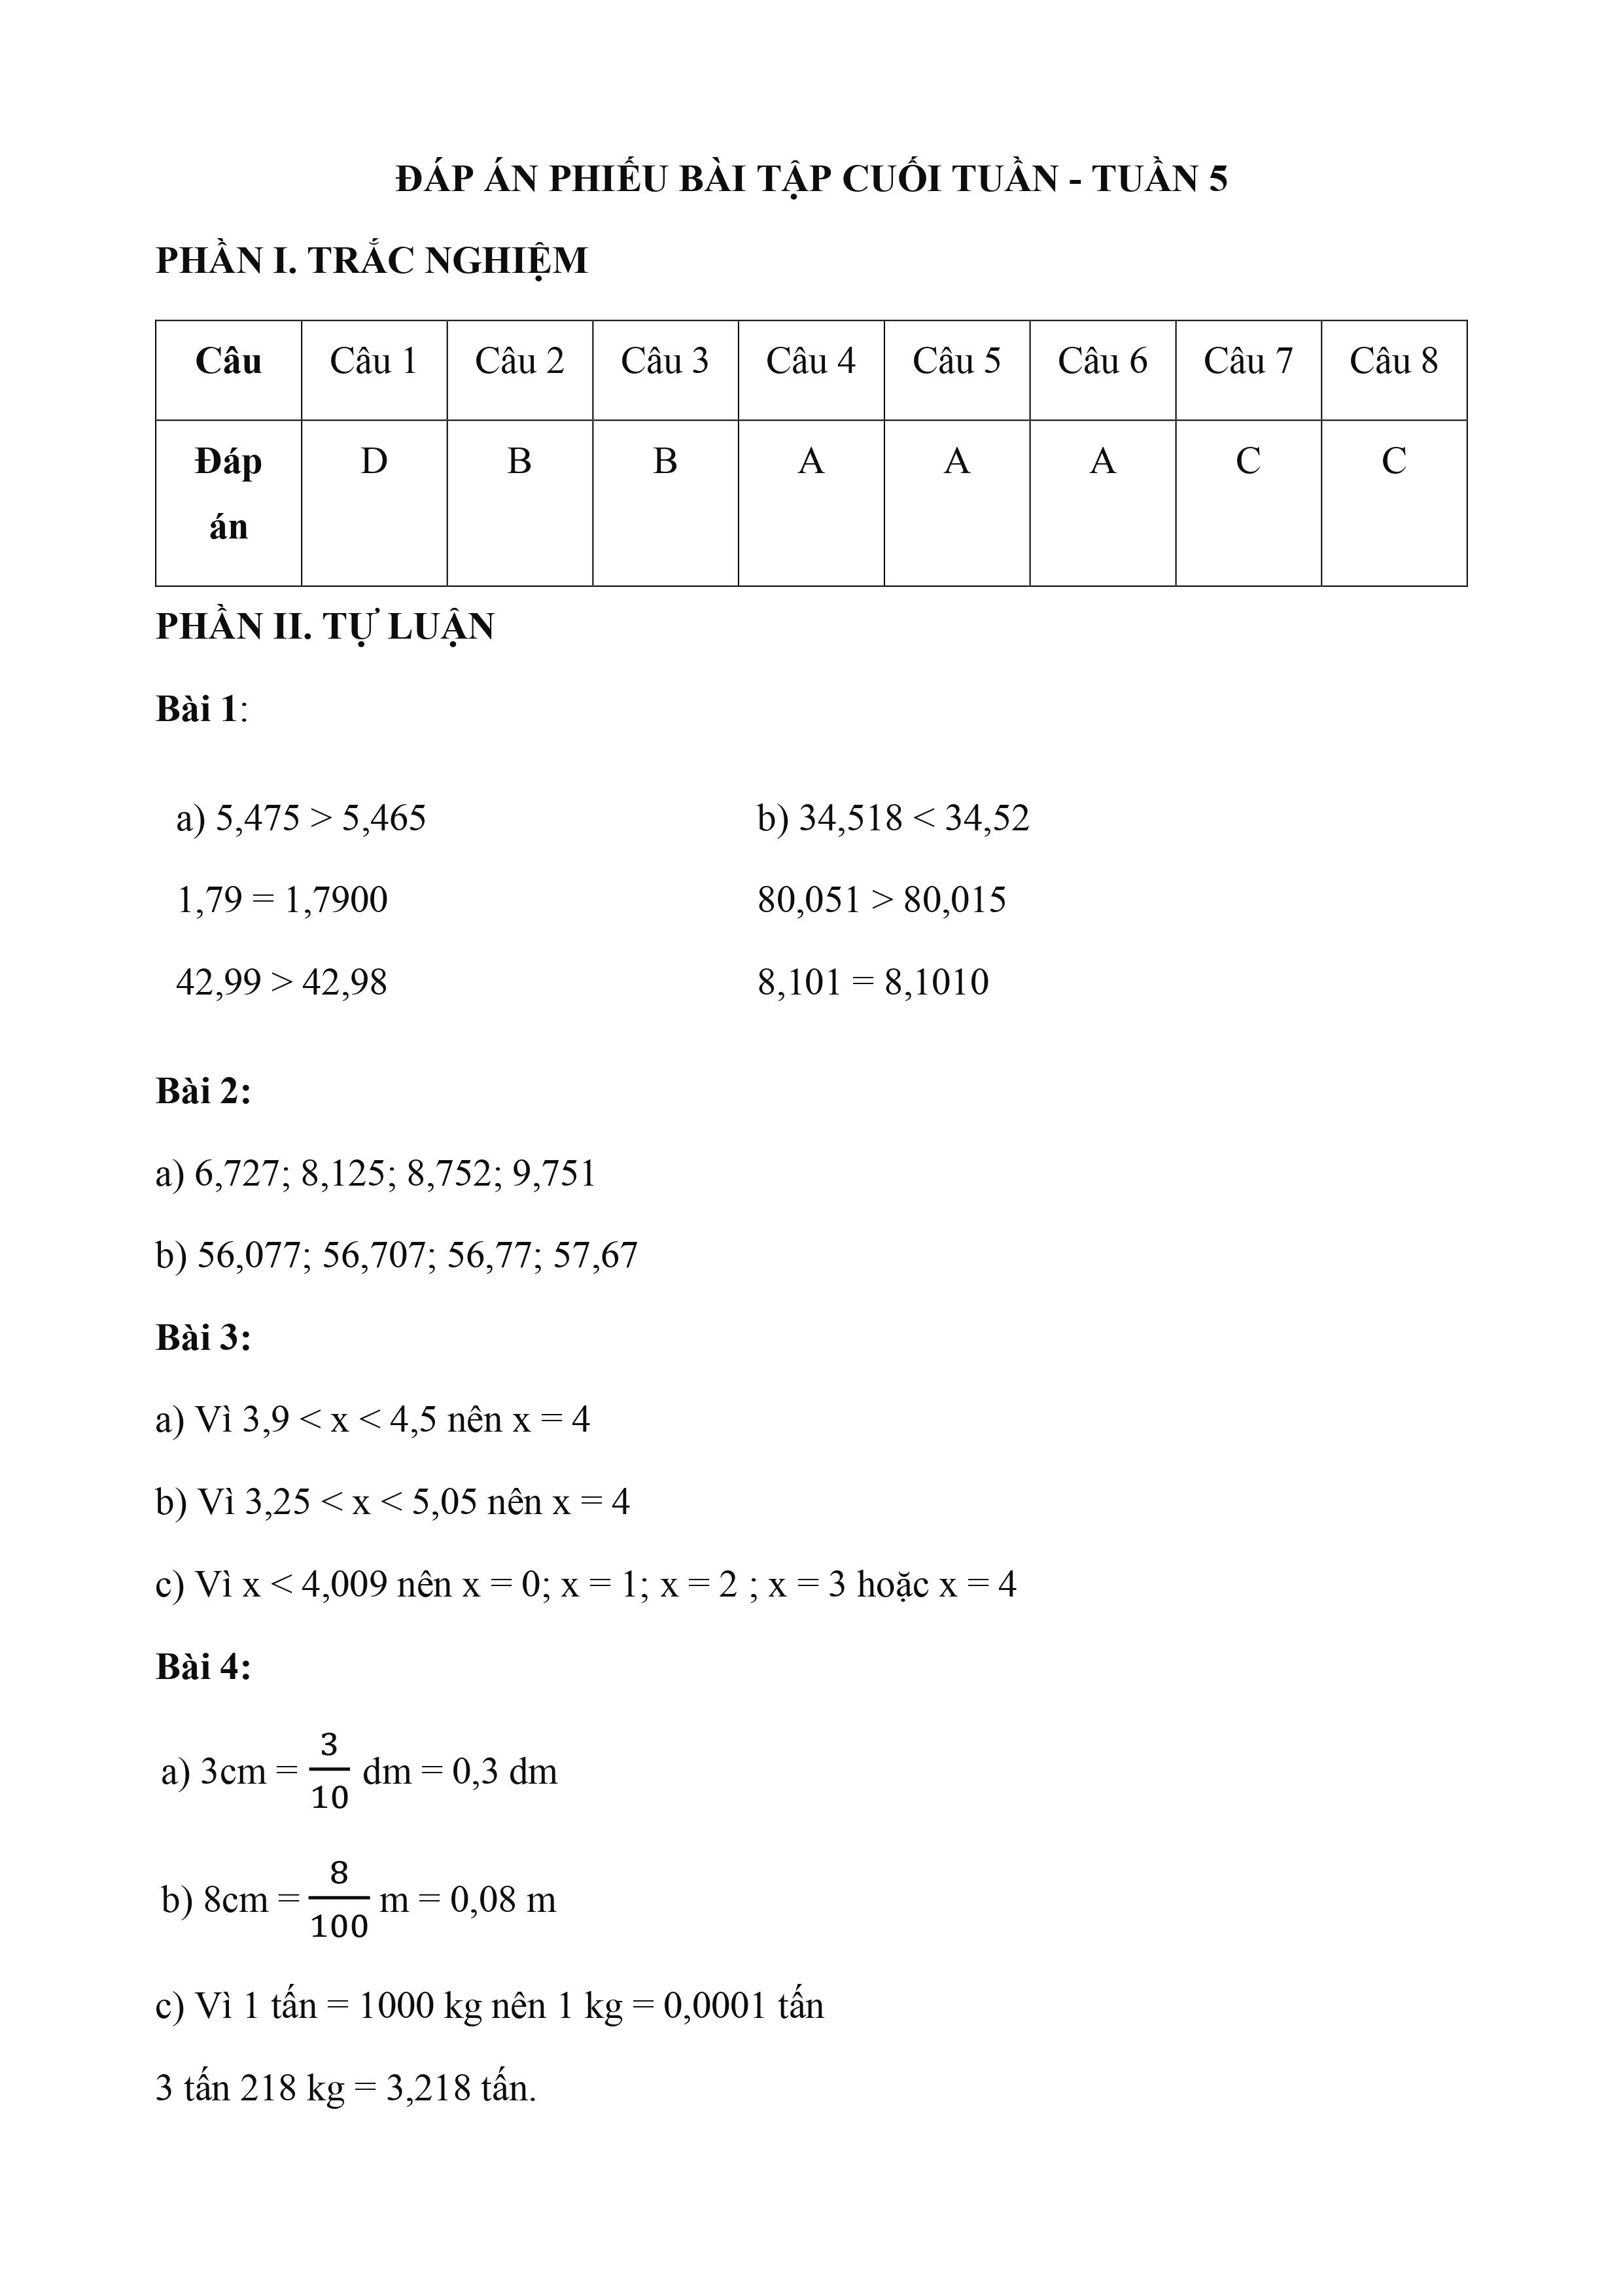 ĐÁP ÁN PHIẾU BÀI TẬP CUỐI TUẦN - TUẦN 5
PHẦN I. TRẮC NGHIỆM
Câu Câu 1 Câu 2 Câu 3 Câu 4 Câu 5 Câu 6 Câu 7 Câu 8
Đáp án D B B A A A C C
PHẦN II. TỰ LUẬN
Bài 1:
a) 5,475 > 5,465 b) 34,518 < 34,52
1,79 = 1,7900 80,051 > 80,015
42,99 > 42,98 8,101 = 8,1010
Bài 2:
a) 6,727; 8,125; 8,752; 9,751
b) 56,077; 56,707; 56,77; 57,67
Bài 3:
a) Vì 3,9 < x < 4,5 nên x = 4
b) Vì 3,25 < x < 5,05 nên x = 4
c) Vì x < 4,009 nên x = 0; x = 1; x = 2 ; x = 3 hoặc x = 4
Bài 4:
a) 3cm = 3/10 dm = 0,3 dm
b) 8cm = 8/100 m = 0,08 m
c) Vì 1 tấn = 1000 kg nên 1 kg = 0,0001 tấn
3 tấn 218 kg = 3,218 tấn.